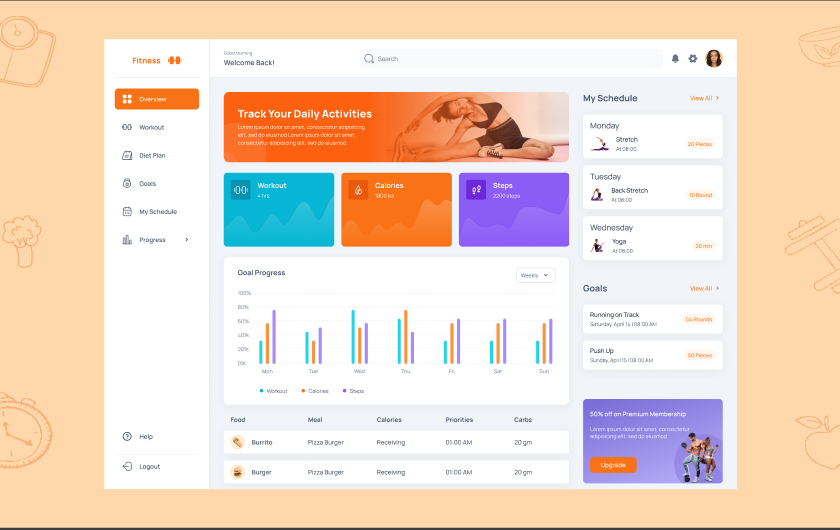 Fitness
Good Morning
Welcome Back!
Search
Overview
Workout
Diet Plan
Goals
My Schedule
Progress
Help
Logout
Track Your Daily Activities
Lorem ipsum dolor sit amet, consectetur adipisicing
elit, sed do eiusmod Lorem ipsum dolor sit amet,
consectetur adipisicing elit, sed do eiusmod
Workout
4 hrs
Calories
1800 kcl
Steps
2200 steps
Goal Progress
Weekly
100%
80%
60%
40%
20%
0%
Mon Tue Wed Thu Fri Sat Sun
Workout Calories Steps
Food Meal Calories Priorities Carbs
Burrito Pizza Burger Receiving 01:00 AM 20 gm
Burger Pizza Burger Receiving 01:00 AM 20 gm
My Schedule
View All
Monday
Stretch
At 08:00
20 Pieces
Tuesday
Back Stretch
At 08:00
10 Round
Wednesday
Yoga
At 08:00
20 min
Goals
View All
Running on Track
Saturday, April 14 | 08:00 AM
04 Rounds
Push Up
Sunday, April 15 | 08:00 AM
50 Pieces
50% off on Premium Membership
Lorem ipsum dolor sit amet, consectetur
adipisicing elit, sed do eiusmod
Upgrade